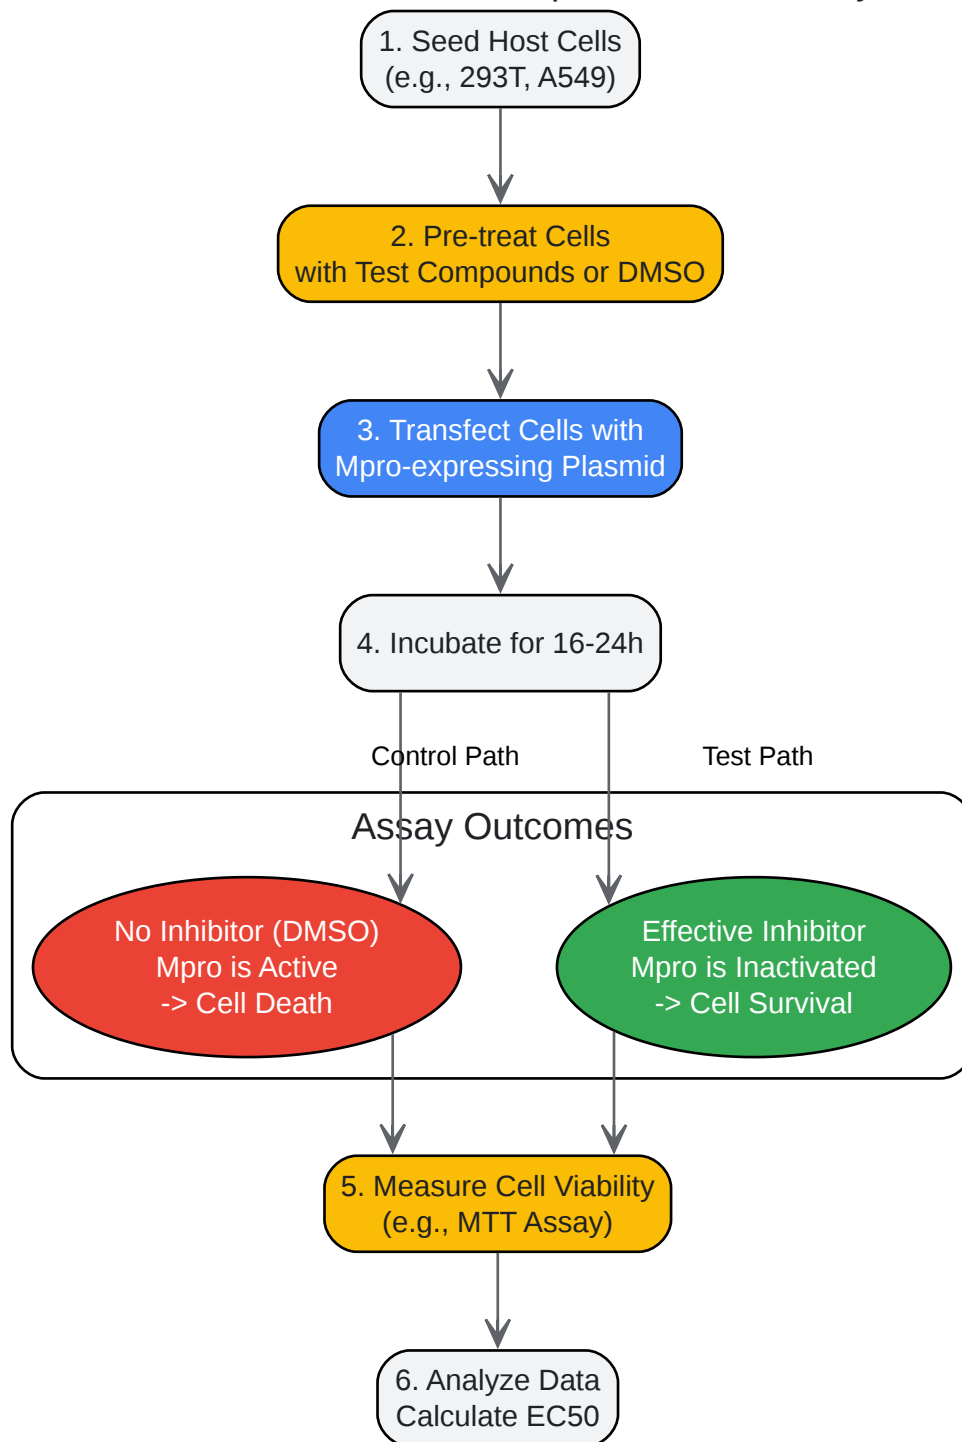 1. Seed Host Cells
(e.g., 293T, A549)
2. Pre-treat Cells
with Test Compounds or DMSO
3. Transfect Cells with
Mpro-expressing Plasmid
4. Incubate for 16-24h
Control Path
Test Path
Assay Outcomes
No Inhibitor (DMSO)
Mpro is Active
-> Cell Death
Effective Inhibitor
Mpro is Inactivated
-> Cell Survival
5. Measure Cell Viability
(e.g., MTT Assay)
6. Analyze Data
Calculate EC50